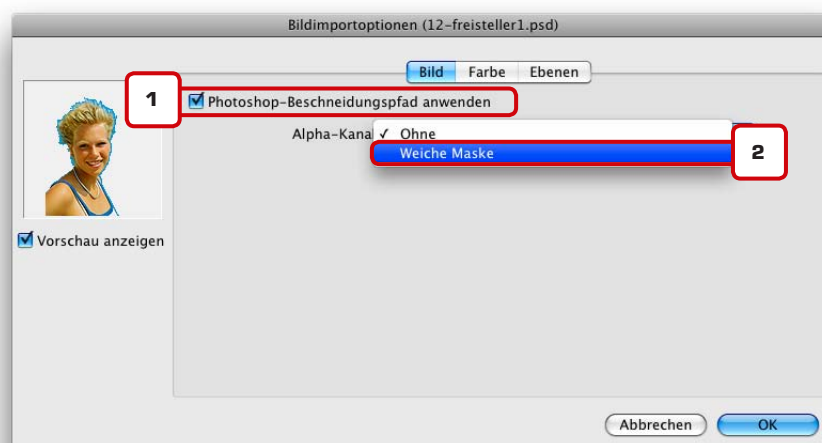 Bildimportoptionen (12-freisteller1.psd)
Bild Farbe Ebenen
1
Photoshop-Beschneidungspfad anwenden
Alpha-Kanal ✓ Ohne
Weiche Maske
2
Vorschau anzeigen
Abbrechen OK